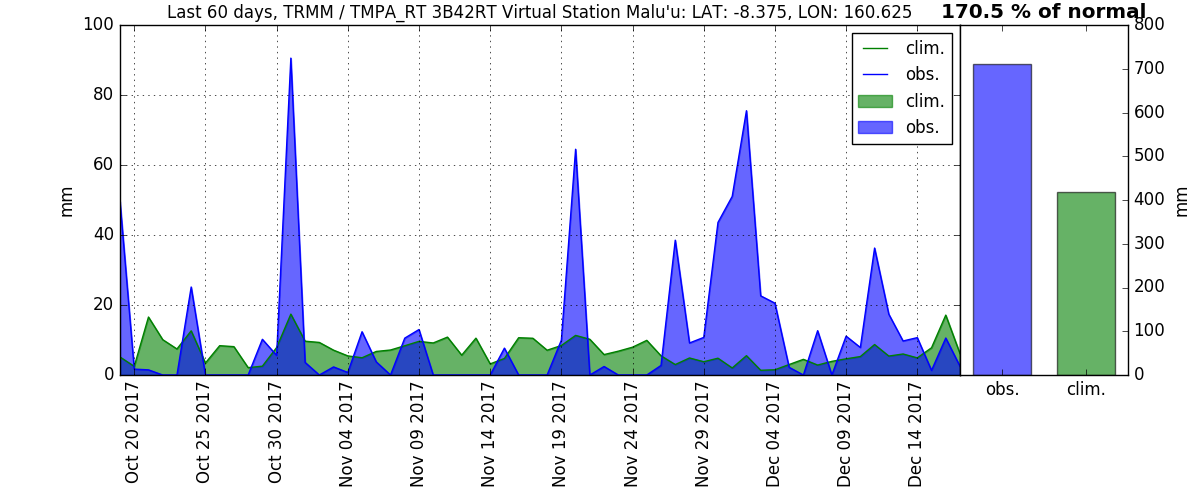 Last 60 days, TRMM / TMPA_RT 3B42RT Virtual Station Malu'u: LAT: -8.375, LON: 160.625
170.5 % of normal
100
80
60
40
20
0
mm
clim.
obs.
clim.
obs.
800
700
600
500
400
300
200
100
0
mm
obs.
clim.
Oct 20 2017
Oct 25 2017
Oct 30 2017
Nov 04 2017
Nov 09 2017
Nov 14 2017
Nov 19 2017
Nov 24 2017
Nov 29 2017
Dec 04 2017
Dec 09 2017
Dec 14 2017